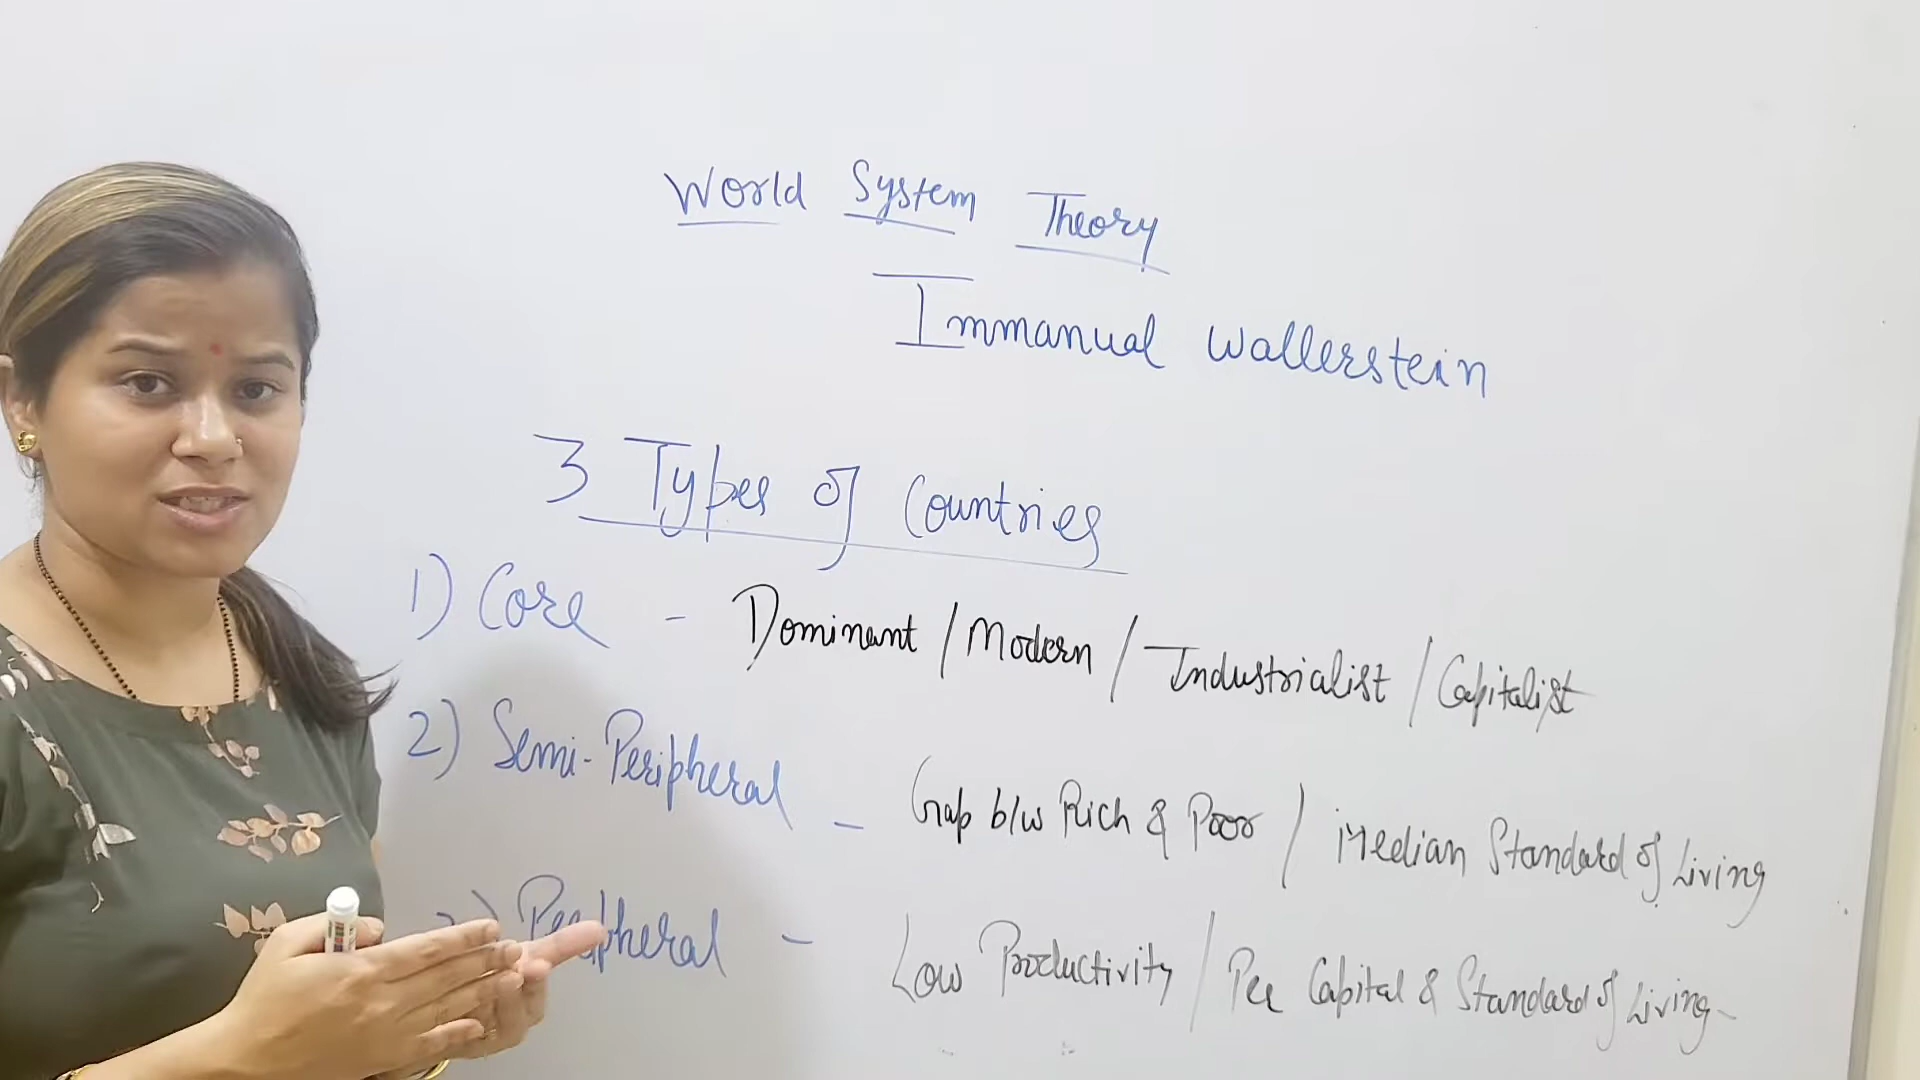 World System Theory
Immanual Wallerstein
3 Types of Countries
1) Core - Dominant / Modern / Industrialist / Capitalist
2) Semi-Peripheral - Gap b/w Rich & Poor / Median Standard of Living
3) Peripheral - Low Productivity / Per Capital & Standard of Living